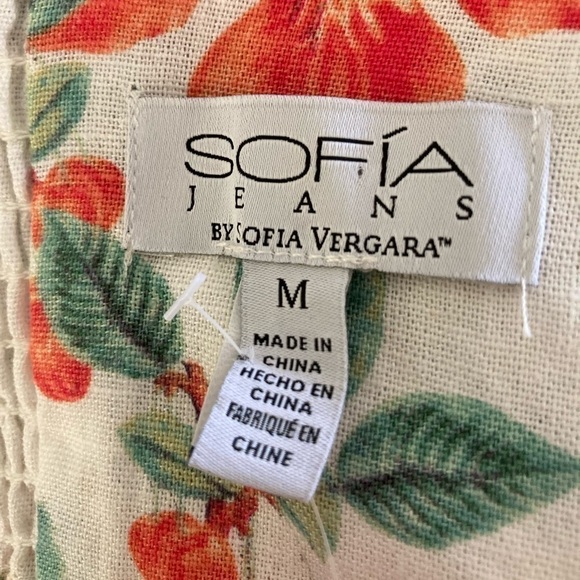 SOFÍA
JEANS
BY SOFIA VERGARA™
M
MADE IN
CHINA
HECHO EN
CHINA
FABRIQUÉ EN
CHINE